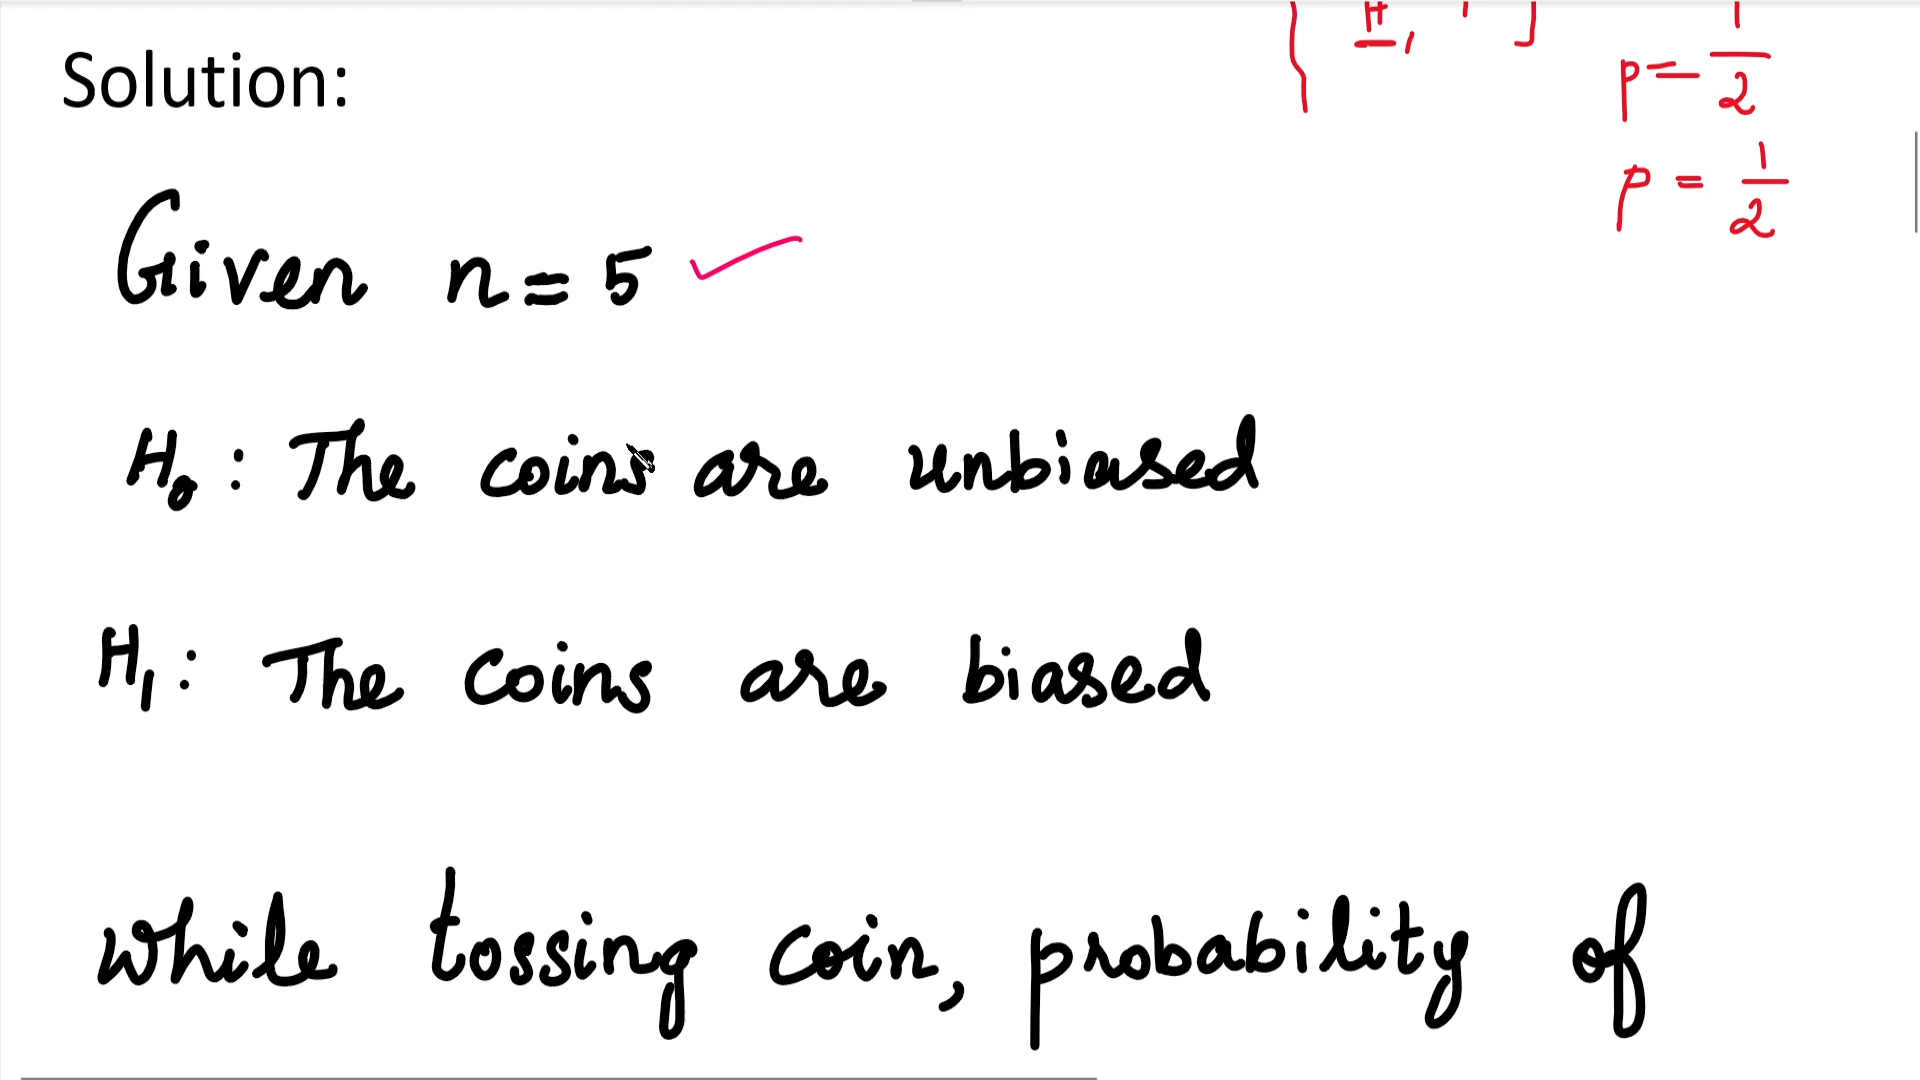 Solution:
H,
p = 1/2
p = 1/2
Given n = 5
H₀ : The coins are unbiased
H₁ : The coins are biased
while tossing coin, probability of